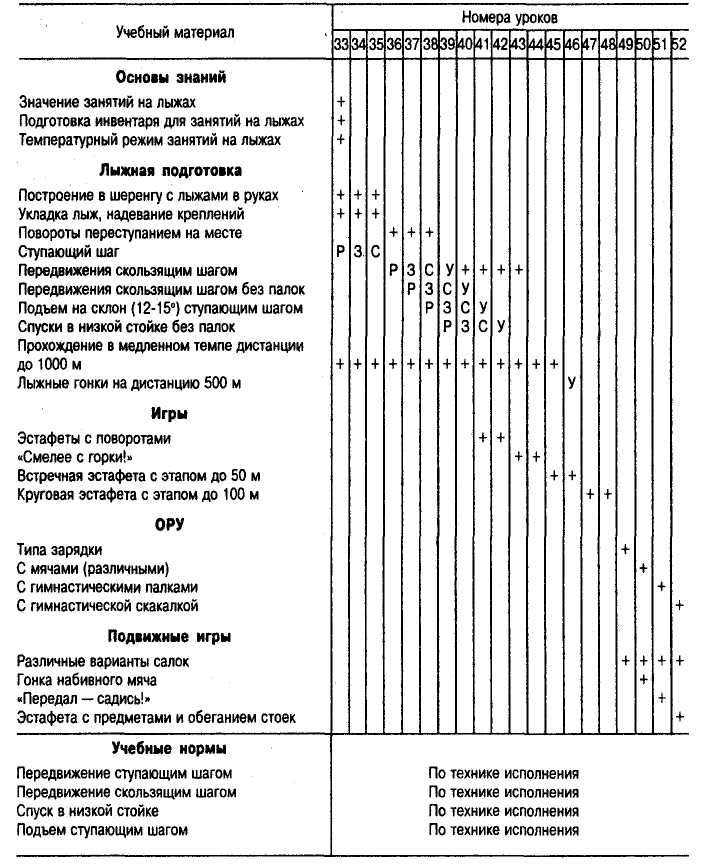 Учебный материал
Номера уроков
33 34 35 36 37 38 39 40 41 42 43 44 45 46 47 48 49 50 51 52
Основы знаний
Значение занятий на лыжах +
Подготовка инвентаря для занятий на лыжах +
Температурный режим занятий на лыжах +
Лыжная подготовка
Построение в шеренгу с лыжами в руках + + +
Укладка лыж, надевание креплений + + +
Повороты переступанием на месте + + +
Ступающий шаг Р З С
Передвижения скользящим шагом Р З С У + + + +
Передвижения скользящим шагом без палок Р З С У
Подъем на склон (12-15°) ступающим шагом Р З С У
Спуски в низкой стойке без палок Р З С У
Прохождение в медленном темпе дистанции
до 1000 м + + + + + + + + + + + + +
Лыжные гонки на дистанцию 500 м У
Игры
Эстафеты с поворотами + +
«Смелее с горки!» + +
Встречная эстафета с этапом до 50 м + +
Круговая эстафета с этапом до 100 м + +
ОРУ
Типа зарядки +
С мячами (различными) +
С гимнастическими палками +
С гимнастической скакалкой +
Подвижные игры
Различные варианты салок + + + +
Гонка набивного мяча +
«Передал — садись!» +
Эстафета с предметами и обеганием стоек +
Учебные нормы
Передвижение ступающим шагом По технике исполнения
Передвижение скользящим шагом По технике исполнения
Спуск в низкой стойке По технике исполнения
Подъем ступающим шагом По технике исполнения